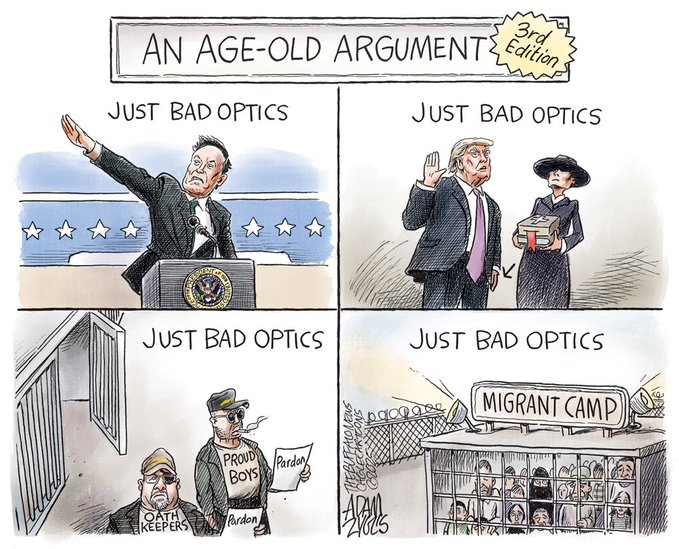 AN AGE-OLD ARGUMENT
3rd
Edition
JUST BAD OPTICS
JUST BAD OPTICS
JUST BAD OPTICS
PROUD
BOYS
Pardon
OATH
KEEPERS
Pardon
JUST BAD OPTICS
MIGRANT CAMP
ADAM
ZYGLIS